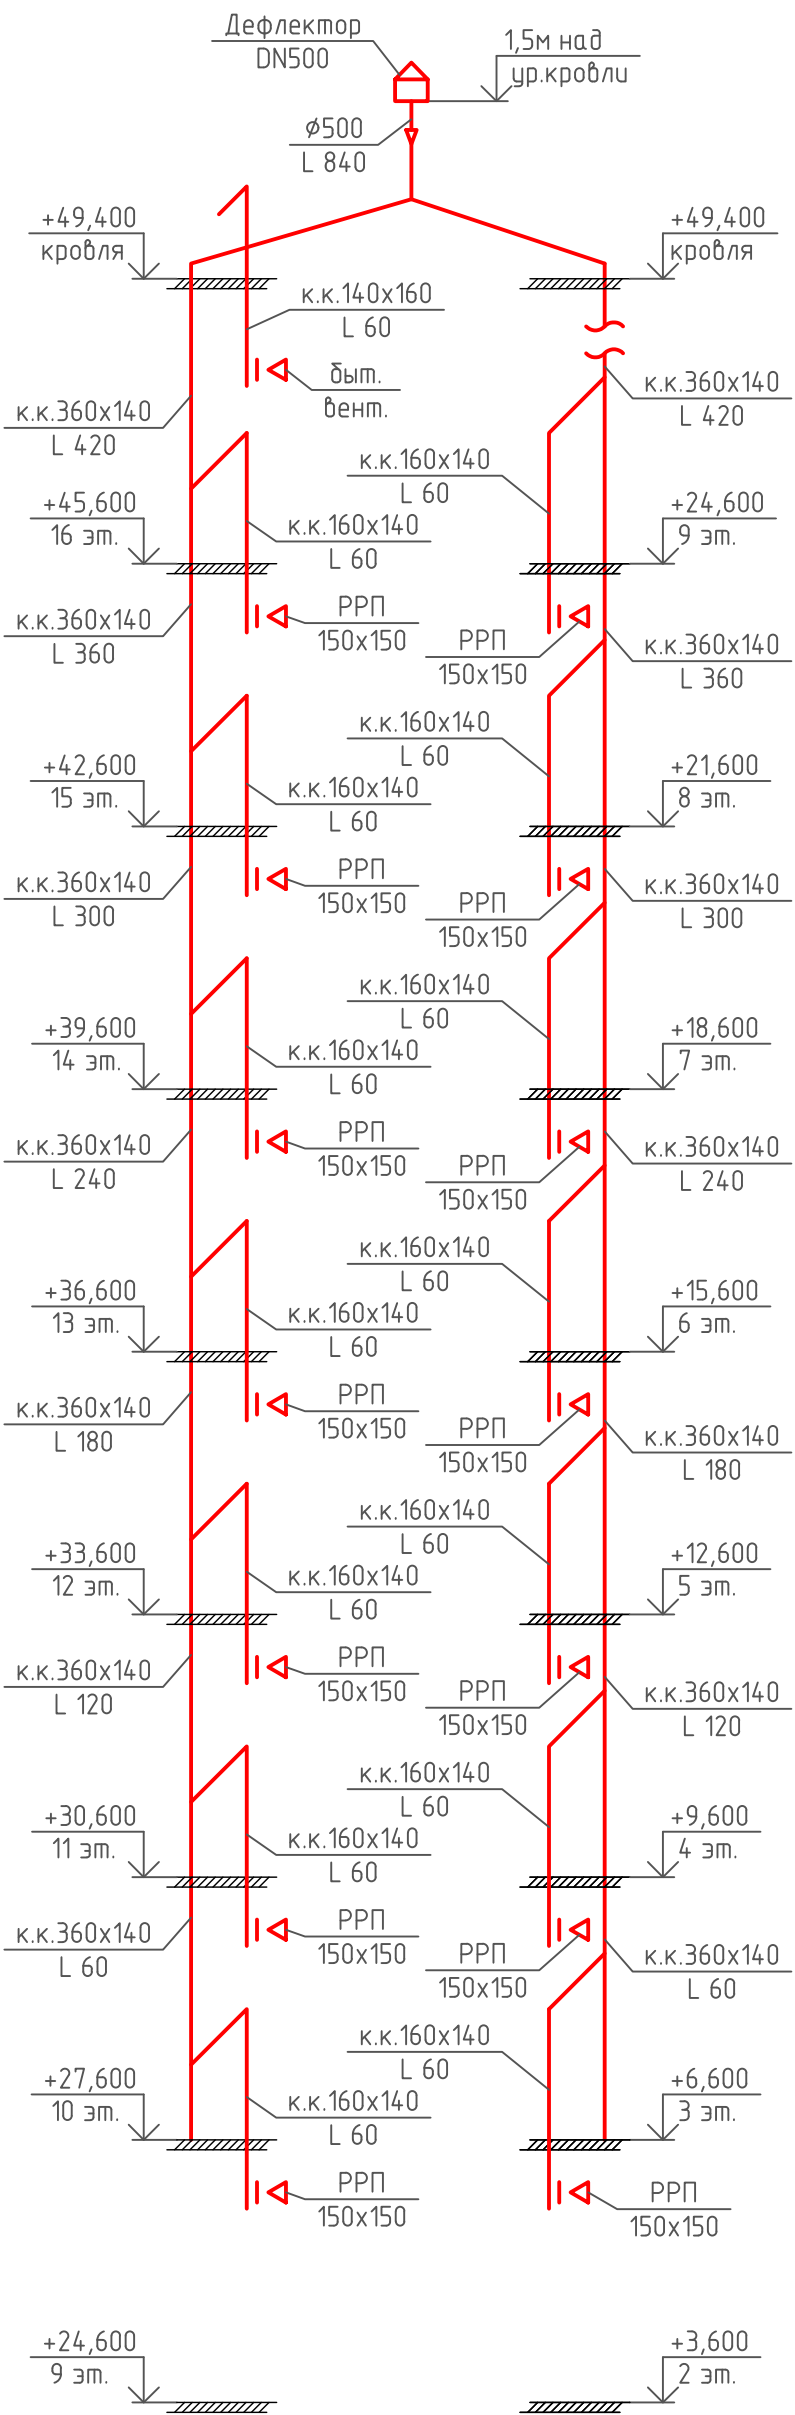 Дефлектор
DN500
1,5м над
ур.кровли
ϕ500
L 840
+49,400
кровля
+49,400
кровля
к.к.140х160
L 60
быт.
вент.
к.к.360х140
L 420
к.к.360х140
L 420
к.к.160х140
L 60
+45,600
16 эт.
к.к.160х140
L 60
+24,600
9 эт.
к.к.360х140
L 360
РРП
150х150
РРП
150х150
к.к.360х140
L 360
к.к.160х140
L 60
+42,600
15 эт.
к.к.160х140
L 60
+21,600
8 эт.
к.к.360х140
L 300
РРП
150х150
РРП
150х150
к.к.360х140
L 300
к.к.160х140
L 60
+39,600
14 эт.
к.к.160х140
L 60
+18,600
7 эт.
к.к.360х140
L 240
РРП
150х150
РРП
150х150
к.к.360х140
L 240
к.к.160х140
L 60
+36,600
13 эт.
к.к.160х140
L 60
+15,600
6 эт.
к.к.360х140
L 180
РРП
150х150
РРП
150х150
к.к.360х140
L 180
к.к.160х140
L 60
+33,600
12 эт.
к.к.160х140
L 60
+12,600
5 эт.
к.к.360х140
L 120
РРП
150х150
РРП
150х150
к.к.360х140
L 120
к.к.160х140
L 60
+30,600
11 эт.
к.к.160х140
L 60
+9,600
4 эт.
к.к.360х140
L 60
РРП
150х150
РРП
150х150
к.к.360х140
L 60
к.к.160х140
L 60
+27,600
10 эт.
к.к.160х140
L 60
+6,600
3 эт.
РРП
150х150
РРП
150х150
+24,600
9 эт.
+3,600
2 эт.